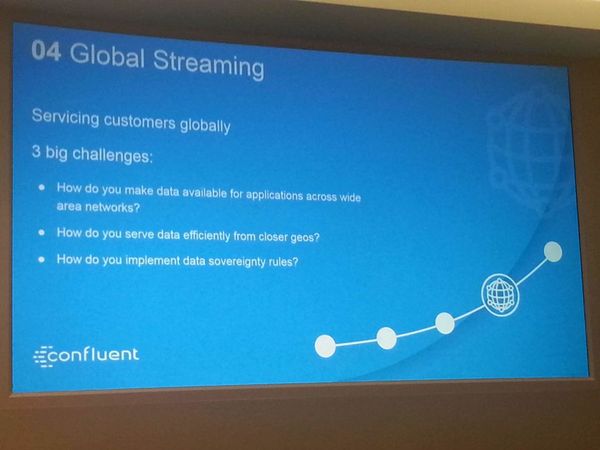 04 Global Streaming
Servicing customers globally
3 big challenges:
• How do you make data available for applications across wide
area networks?
• How do you serve data efficiently from closer geos?
• How do you implement data sovereignty rules?
confluent